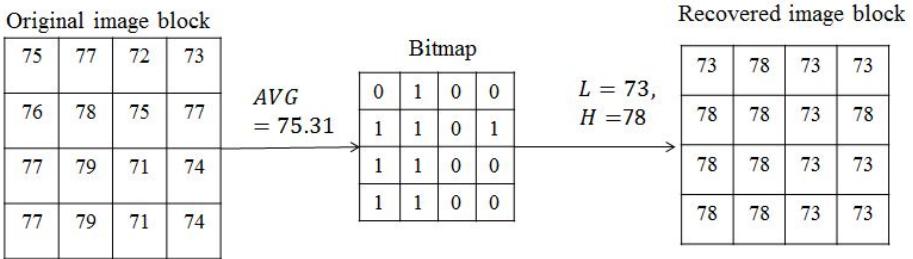 Original image block
75 77 72 73
76 78 75 77
77 79 71 74
77 79 71 74
AVG
= 75.31
Bitmap
0 1 0 0
1 1 0 1
1 1 0 0
1 1 0 0
L = 73,
H =78
Recovered image block
73 78 73 73
78 78 73 78
78 78 73 73
78 78 73 73